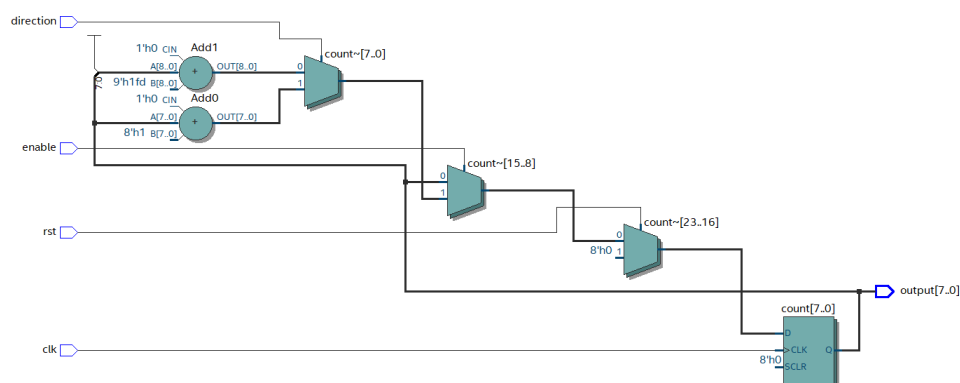 direction
1'h0 CIN
Add1
count~[7..0]
A[8..0]
+
OUT[8..0]
0
7:0
9'h1fd B[8..0]
1
1'h0 CIN
Add0
A[7..0]
+
OUT[7..0]
8'h1 B[7..0]
enable
count~[15..8]
0
1
rst
count~[23..16]
0
8'h0 1
output[7..0]
count[7..0]
D
clk
CLK
Q
8'h0
SCLR